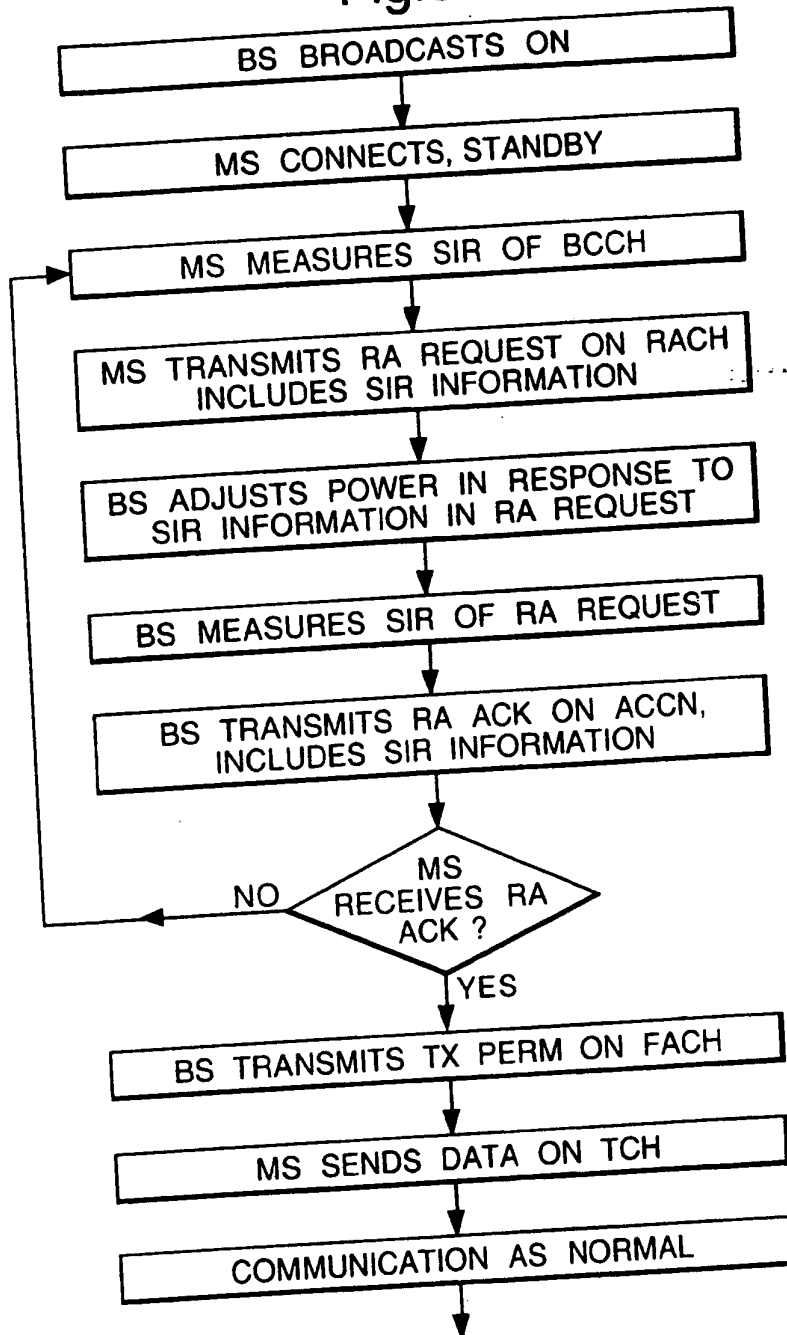 Fig.
BS BROADCASTS ON
MS CONNECTS, STANDBY
MS MEASURES SIR OF BCCH
MS TRANSMITS RA REQUEST ON RACH
INCLUDES SIR INFORMATION
BS ADJUSTS POWER IN RESPONSE TO
SIR INFORMATION IN RA REQUEST
BS MEASURES SIR OF RA REQUEST
BS TRANSMITS RA ACK ON ACCN,
INCLUDES SIR INFORMATION
MS
RECEIVES RA
ACK ?
NO
YES
BS TRANSMITS TX PERM ON FACH
MS SENDS DATA ON TCH
COMMUNICATION AS NORMAL